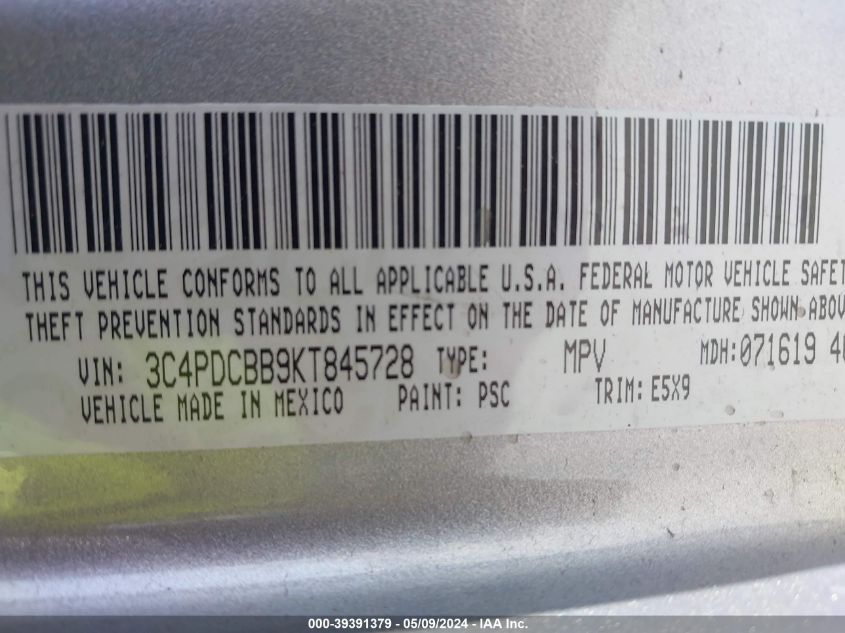 THIS VEHICLE CONFORMS TO ALL APPLICABLE U.S.A. FEDERAL MOTOR VEHICLE SAFET
THEFT PREVENTION STANDARDS IN EFFECT ON THE DATE OF MANUFACTURE SHOWN ABOV
VIN: 3C4PDCBB9KT845728 TYPE: MPV MDH:071619
VEHICLE MADE IN MEXICO PAINT: PSC TRIM: E5X9
000-39391379 - 05/09/2024 - IAA Inc.